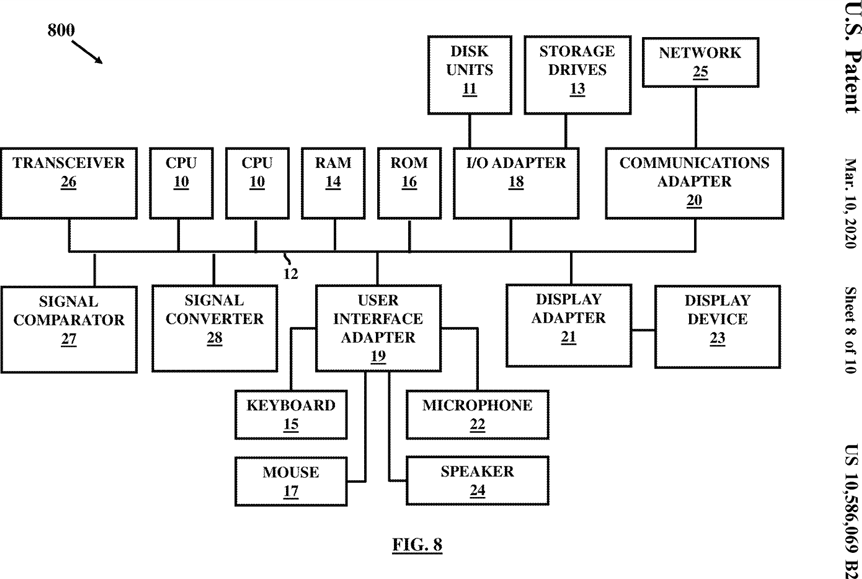 800
DISK
UNITS
11
STORAGE
DRIVES
13
NETWORK
25
TRANSCEIVER
26
CPU
10
CPU
10
RAM
14
ROM
16
I/O ADAPTER
18
COMMUNICATIONS
ADAPTER
20
12
SIGNAL
COMPARATOR
27
SIGNAL
CONVERTER
28
USER
INTERFACE
ADAPTER
19
DISPLAY
ADAPTER
21
DISPLAY
DEVICE
23
KEYBOARD
15
MICROPHONE
22
MOUSE
17
SPEAKER
24
FIG. 8
U.S. Patent
Mar. 10, 2020
Sheet 8 of 10
US 10,586,069 B2